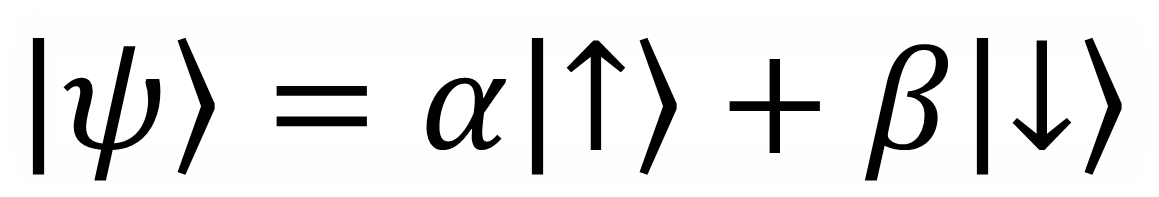 |ψ⟩ = α|↑⟩ + β|↓⟩